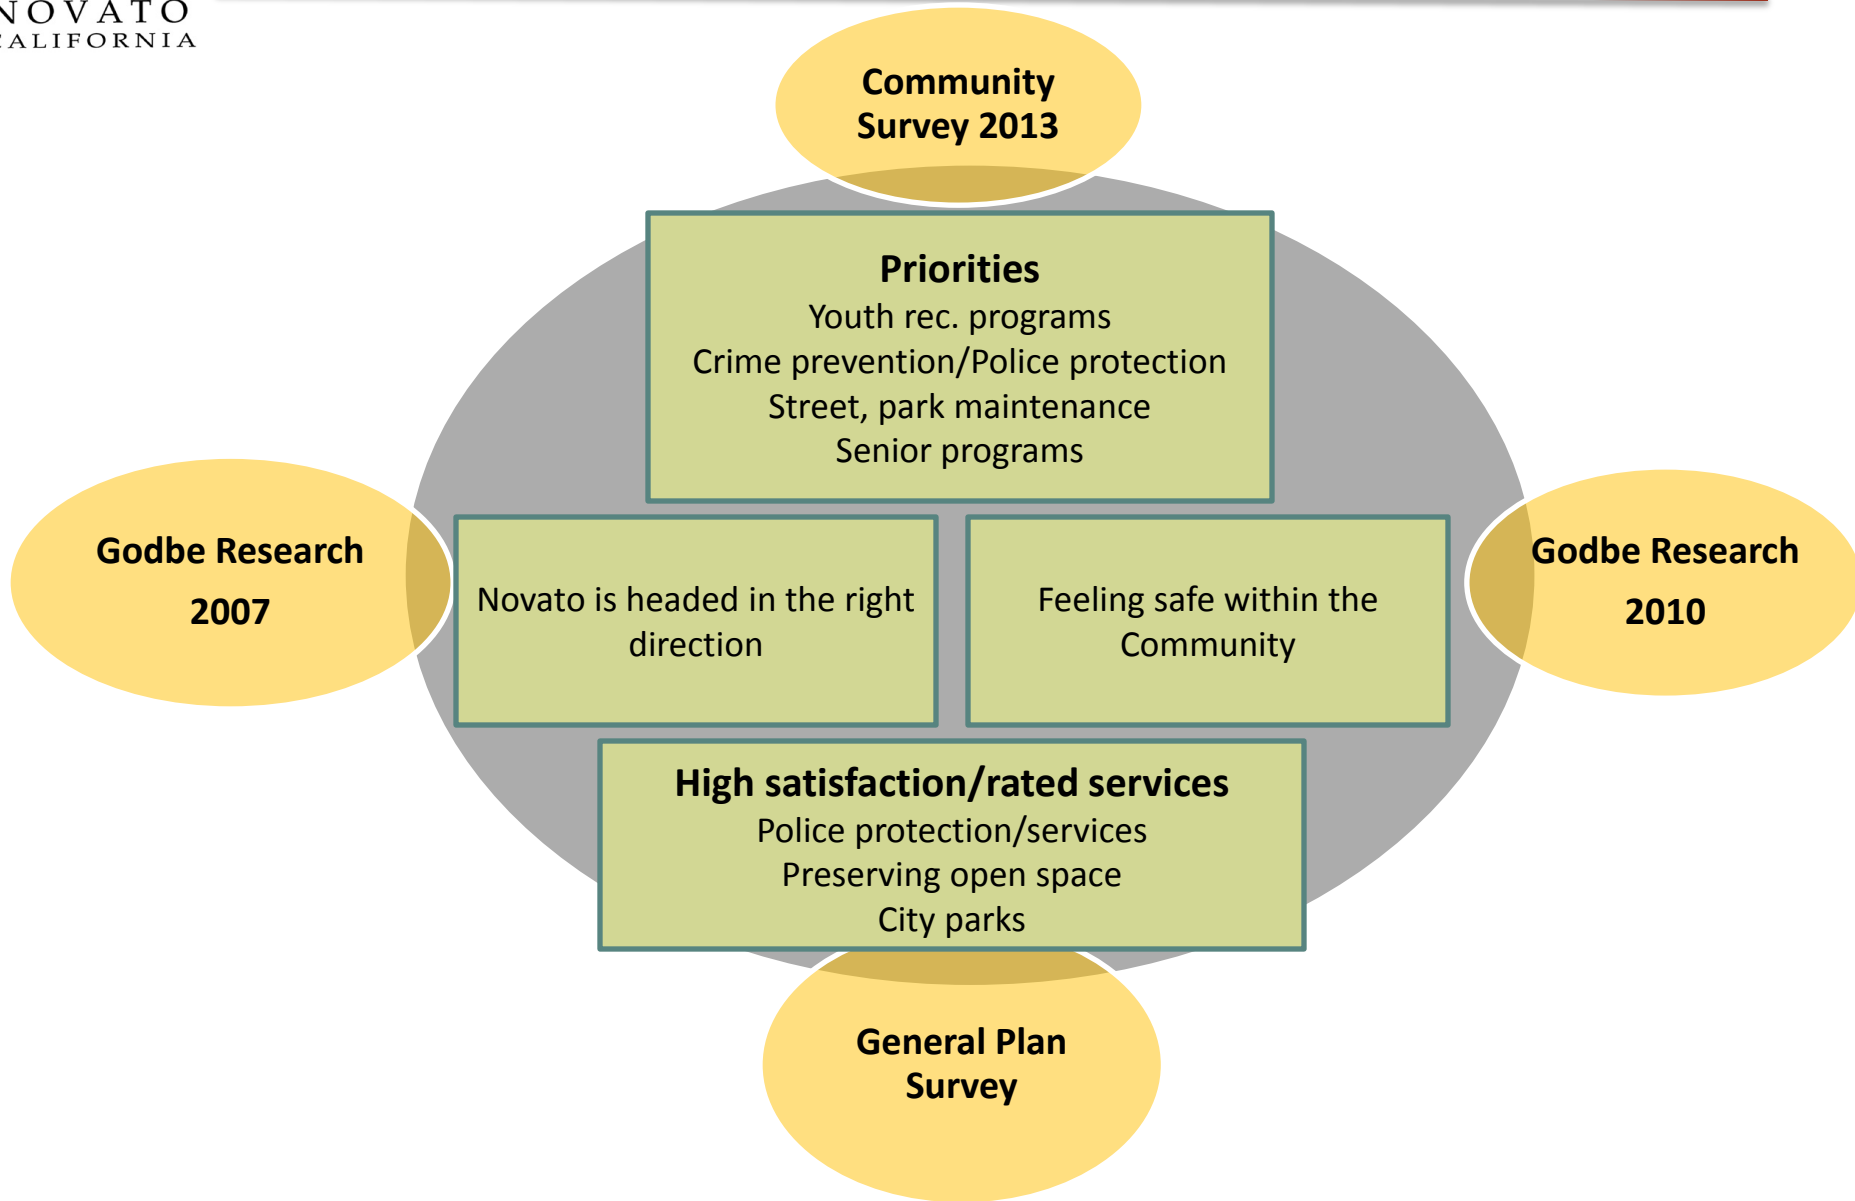 NOVATO
CALIFORNIA
Community
Survey 2013
Priorities
Youth rec. programs
Crime prevention/Police protection
Street, park maintenance
Senior programs
Godbe Research
2007
Novato is headed in the right
direction
Feeling safe within the
Community
Godbe Research
2010
High satisfaction/rated services
Police protection/services
Preserving open space
City parks
General Plan
Survey